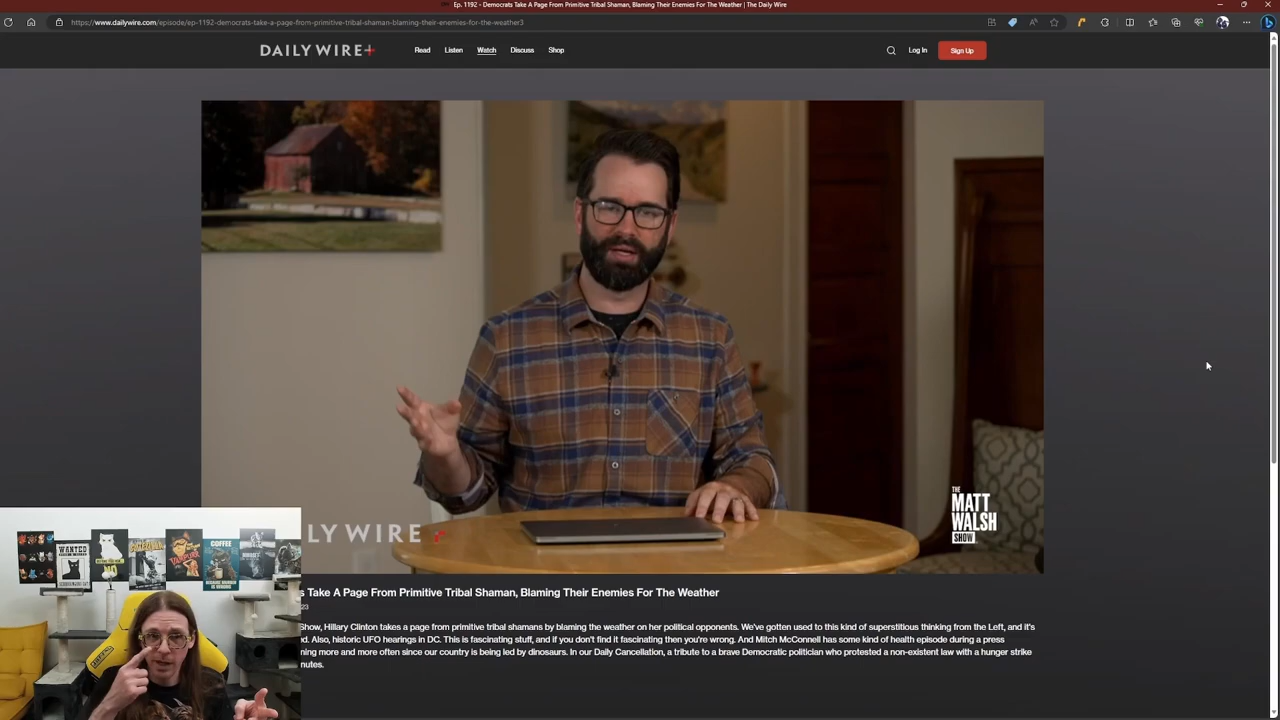 Ep. 1192 - Democrats Take A Page From Primitive Tribal Shaman, Blaming Their Enemies For The Weather | The Daily Wire
https://www.dailywire.com/episode/ep-1192-democrats-take-a-page-from-primitive-tribal-shaman-blaming-their-enemies-for-the-weather3
DAILYWIRE+ Read Listen Watch Discuss Shop Log In Sign Up
THE
MATT
WALSH
SHOW
LYWIRE+
s Take A Page From Primitive Tribal Shaman, Blaming Their Enemies For The Weather
23
Show, Hillary Clinton takes a page from primitive tribal shamans by blaming the weather on her political opponents. We've gotten used to this kind of superstitious thinking from the Left, and it's
d. Also, historic UFO hearings in DC. This is fascinating stuff, and if you don't find it fascinating then you're wrong. And Mitch McConnell has some kind of health episode during a press
ning more and more often since our country is being led by dinosaurs. In our Daily Cancellation, a tribute to a brave Democratic politician who protested a non-existent law with a hunger strike
nutes.
WANTED
COFFEE